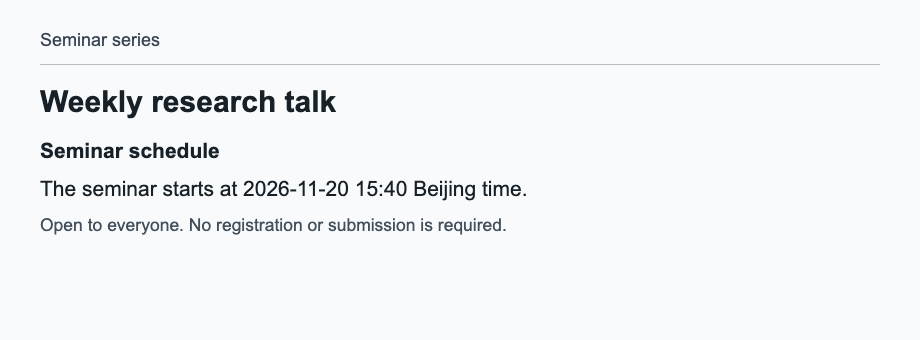 Seminar series
Weekly research talk
Seminar schedule
The seminar starts at 2026-11-20 15:40 Beijing time.
Open to everyone. No registration or submission is required.